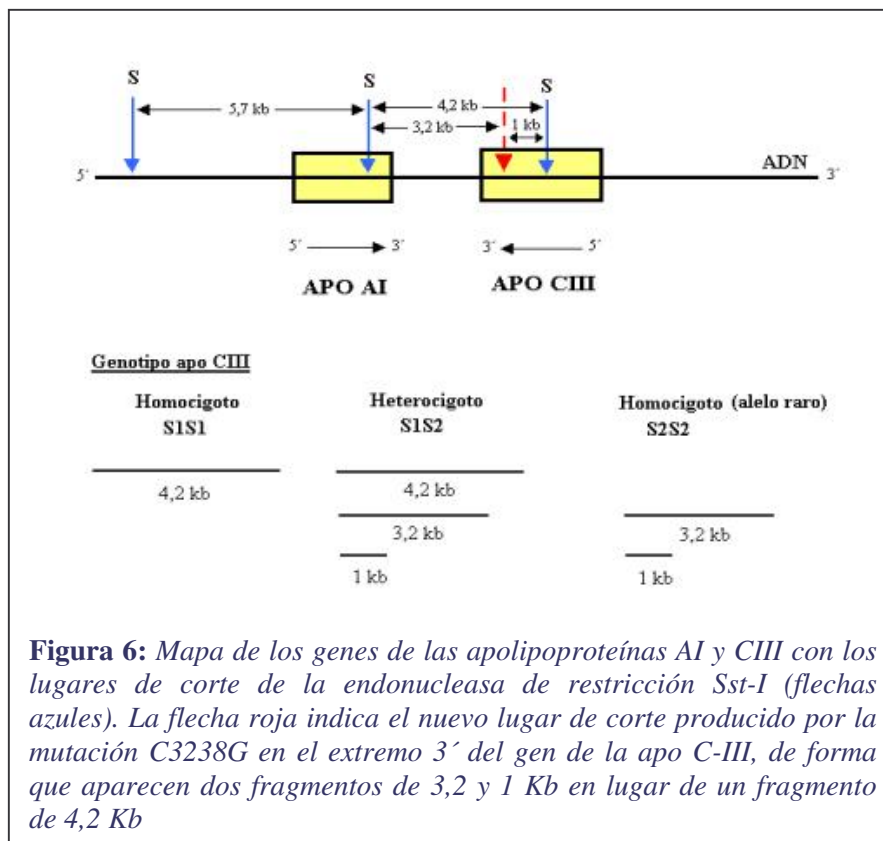 S S S
5,7 kb 4,2 kb
3,2 kb 1 kb
ADN
5´ 3´
5´ 3´ 3´ 5´
APO AI APO CIII
Genotipo apo CIII
Homocigoto Heterocigoto Homocigoto (alelo raro)
S1S1 S1S2 S2S2
4,2 kb 4,2 kb
3,2 kb 3,2 kb
1 kb 1 kb
Figura 6: Mapa de los genes de las apolipoproteínas AI y CIII con los
lugares de corte de la endonucleasa de restricción Sst-I (flechas
azules). La flecha roja indica el nuevo lugar de corte producido por la
mutación C3238G en el extremo 3´ del gen de la apo C-III, de forma
que aparecen dos fragmentos de 3,2 y 1 Kb en lugar de un fragmento
de 4,2 Kb